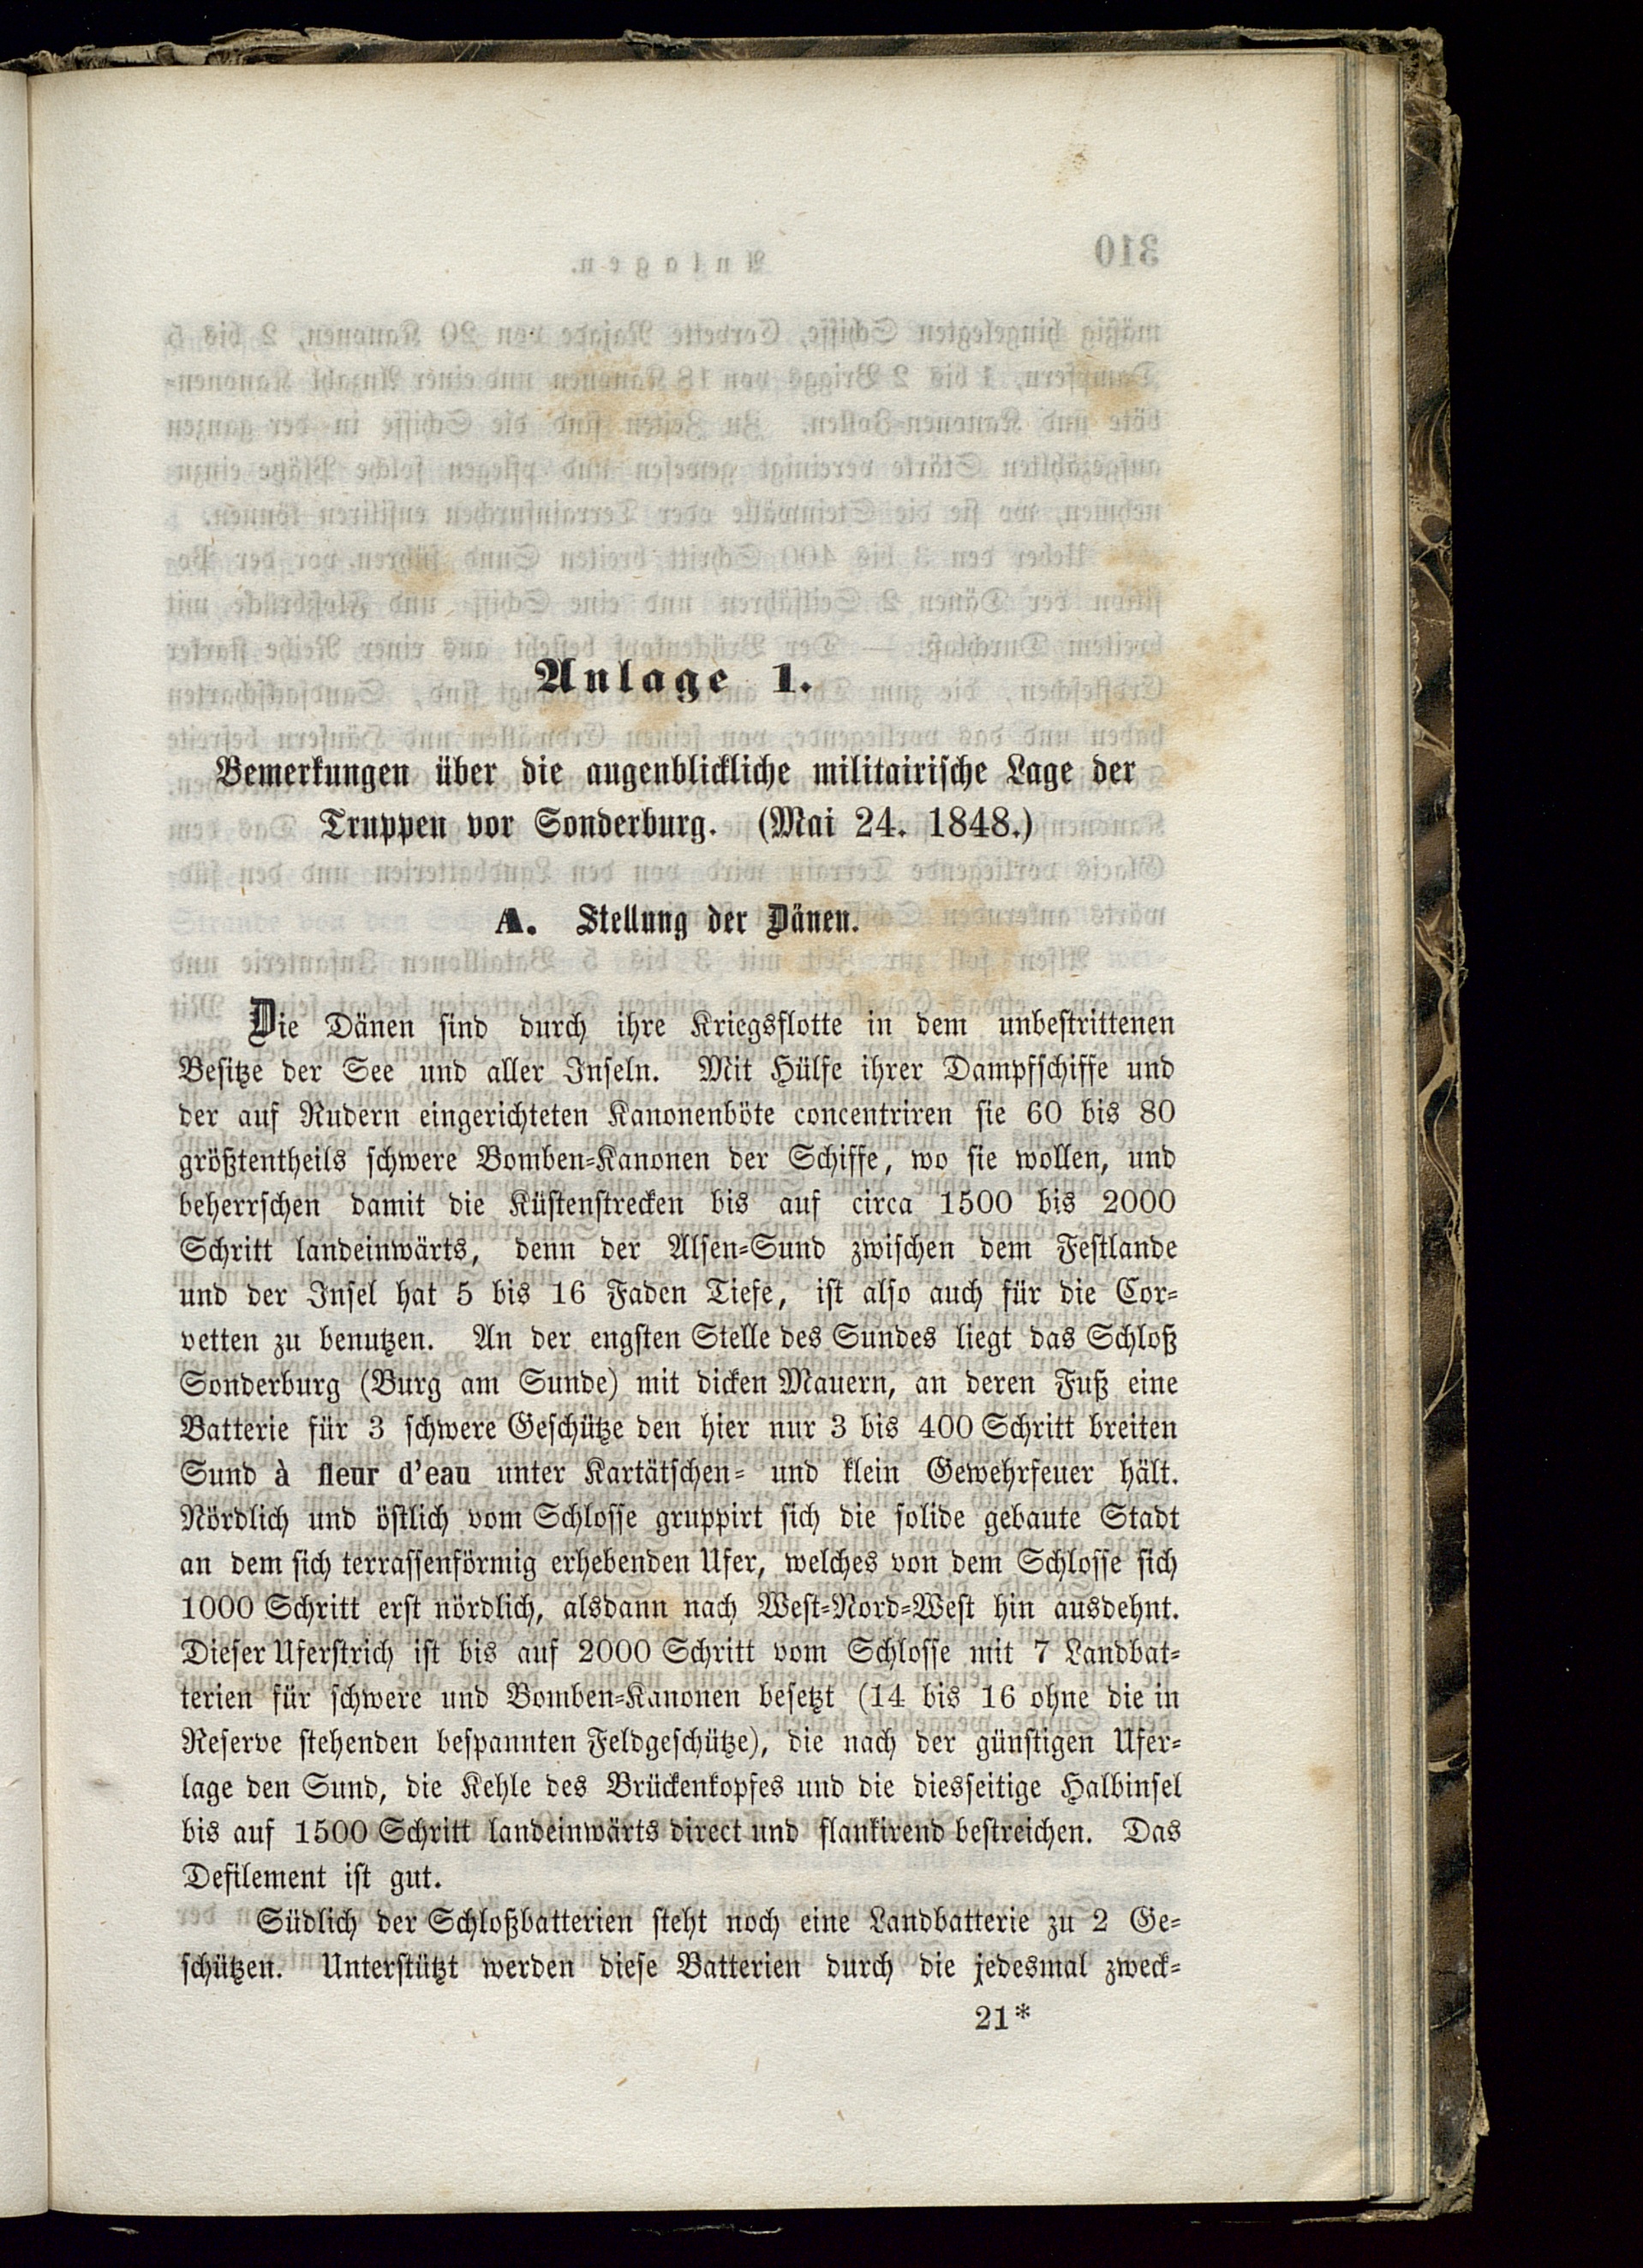 Anlage 1.
Bemerkungen über die augenblickliche militairische Lage der
Truppen vor Sonderburg. (Mai 24. 1848.)
A. Stellung der Dänen.
Die Dänen sind durch ihre Kriegsflotte in dem unbestrittenen
Besitze der See und aller Inseln. Mit Hülfe ihrer Dampfschiffe und
der auf Rudern eingerichteten Kanonenböte concentriren sie 60 bis 80
größtentheils schwere Bomben-Kanonen der Schiffe, wo sie wollen, und
beherrschen damit die Küstenstrecken bis auf circa 1500 bis 2000
Schritt landeinwärts, denn der Alsen-Sund zwischen dem Festlande
und der Insel hat 5 bis 16 Faden Tiefe, ist also auch für die Cor-
vetten zu benutzen. An der engsten Stelle des Sundes liegt das Schloß
Sonderburg (Burg am Sunde) mit dicken Mauern, an deren Fuß eine
Batterie für 3 schwere Geschütze den hier nur 3 bis 400 Schritt breiten
Sund à fleur d'eau unter Kartätschen- und klein Gewehrfeuer hält.
Nördlich und östlich vom Schlosse gruppirt sich die solide gebaute Stadt
an dem sich terrassenförmig erhebenden Ufer, welches von dem Schlosse sich
1000 Schritt erst nördlich, alsdann nach West-Nord-West hin ausdehnt.
Dieser Uferstrich ist bis auf 2000 Schritt vom Schlosse mit 7 Landbat-
terien für schwere und Bomben-Kanonen besetzt (14 bis 16 ohne die in
Reserve stehenden bespannten Feldgeschütze), die nach der günstigen Ufer-
lage den Sund, die Kehle des Brückenkopfes und die diesseitige Halbinsel
bis auf 1500 Schritt landeinwärts direct und flankirend bestreichen. Das
Defilement ist gut.
Südlich der Schloßbatterien steht noch eine Landbatterie zu 2 Ge-
schützen. Unterstützt werden diese Batterien durch die jedesmal zweck-
21*